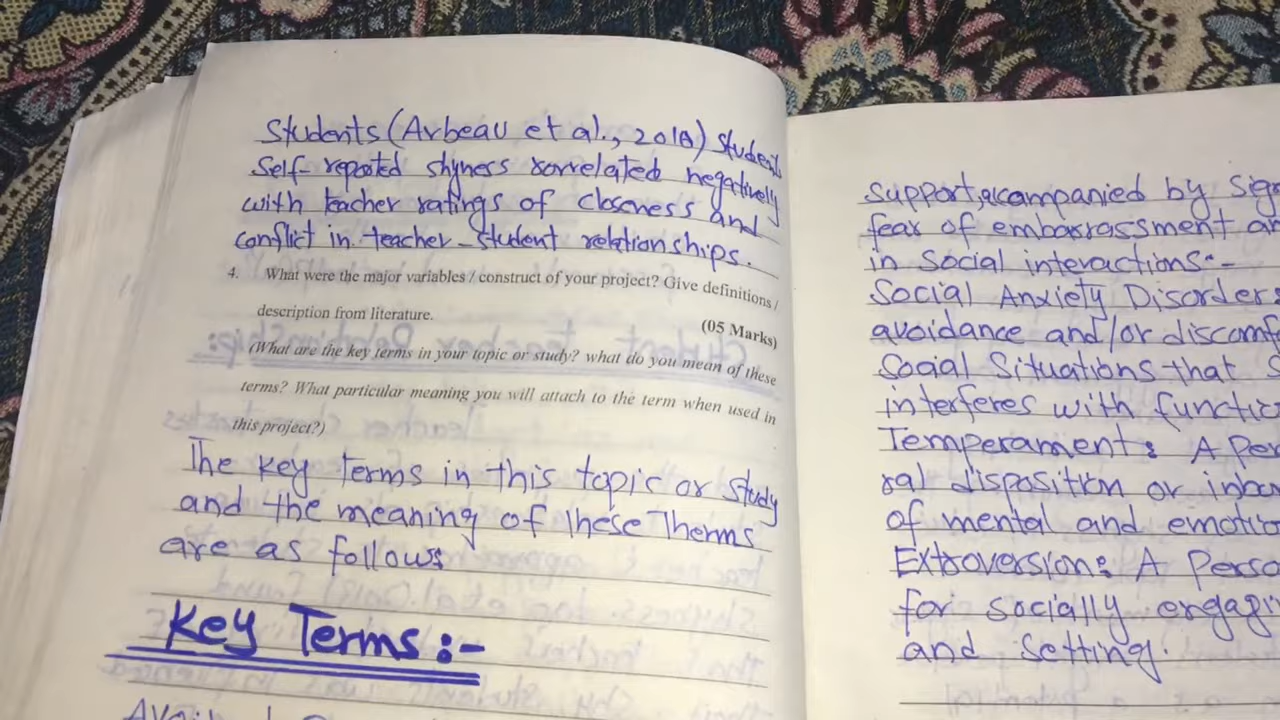 Students (Arbeau et al., 2010) Students
Self-reported shyness correlated negatively
with teacher ratings of closeness and
conflict in teacher-student relationships.
4. What were the major variables / construct of your project? Give definitions /
description from literature.
(05 Marks)
(What are the key terms in your topic or study? what do you mean of these
terms? What particular meaning you will attach to the term when used in
this project?)
The key terms in this topic or study
and the meaning of these Therms
are as follows
Key Terms:-
support, accompanied by
fear of embarrassment
in social interactions:-
Social Anxiety Disorder:
avoidance and/or
Social Situations that
interferes with
Temperament: A
ral disposition or
of mental and
Extroversion: A
for socially
and setting.